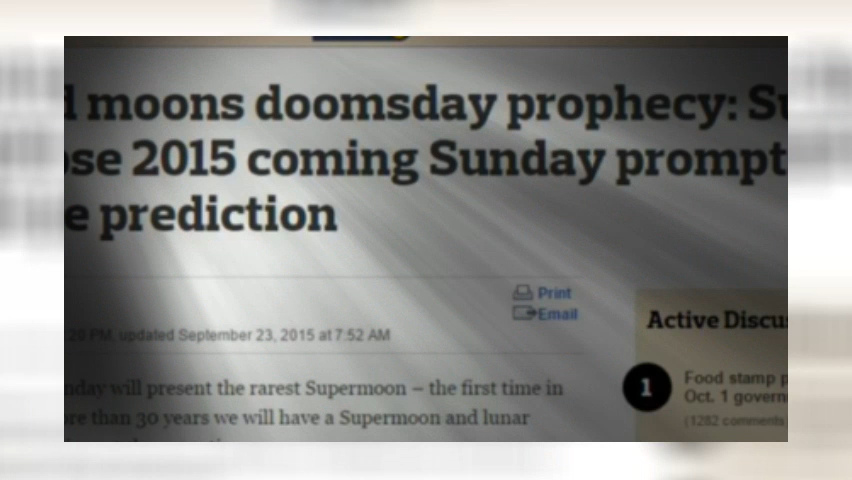 moons doomsday prophecy:
2015 coming Sunday prompt
e prediction
Print
Email
PM, updated September 23, 2015 at 7:52 AM
Active Discu
nday will present the rarest Supermoon – the first time in
1
Food stamp p
Oct. 1 govern
re than 30 years we will have a Supermoon and lunar
(1282 comments